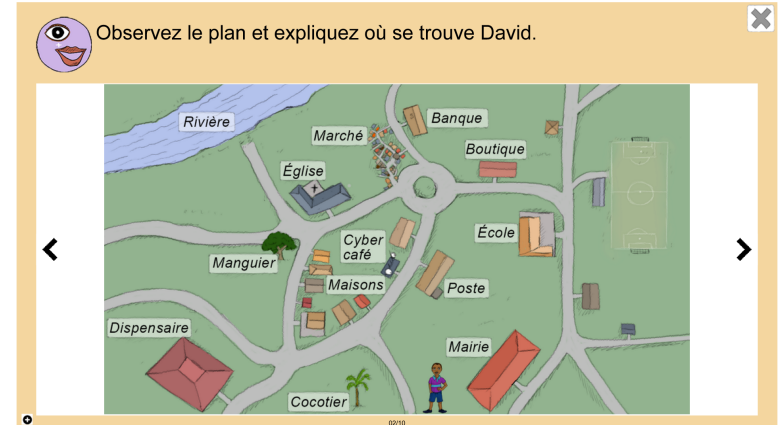 Observez le plan et expliquez où se trouve David.
Rivière
Banque
Marché
Boutique
Église
École
Cyber
café
Manguier
Maisons
Poste
Dispensaire
Mairie
Cocotier
02/10